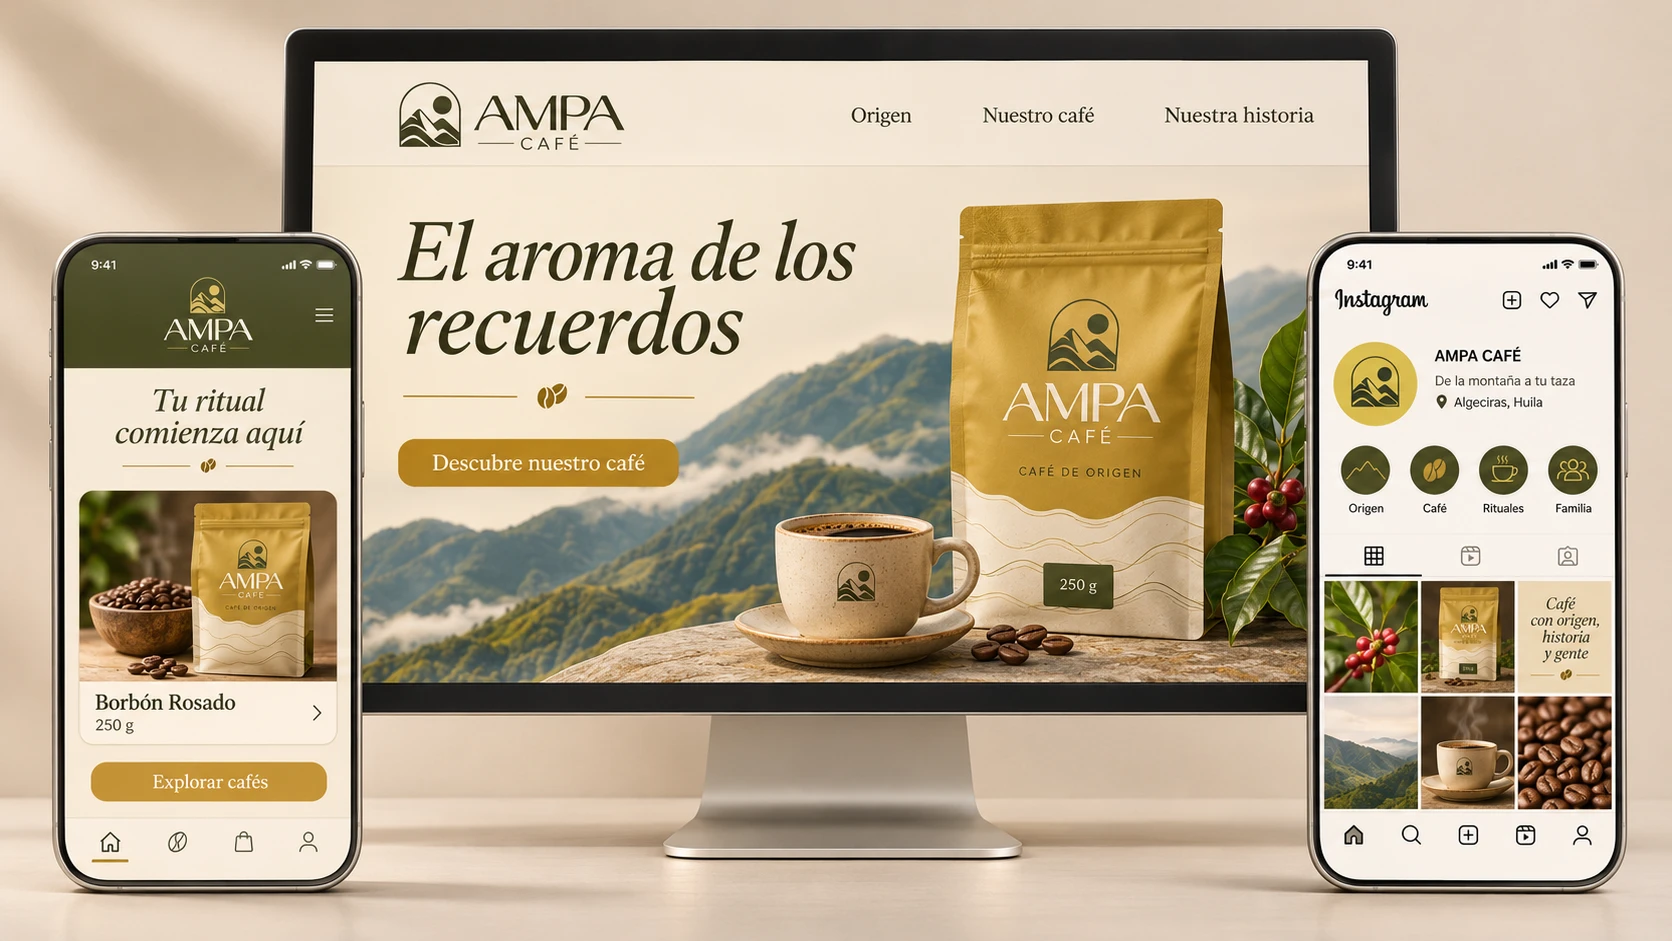 AMPA
CAFÉ
Origen
Nuestro café
Nuestra historia
El aroma de los
recuerdos
Descubre nuestro café
AMPA
CAFÉ
CAFÉ DE ORIGEN
250 g
9:41
AMPA
CAFÉ
Tu ritual
comienza aquí
AMPA
CAFÉ
CAFÉ DE ORIGEN
Borbón Rosado
250 g
Explorar cafés
9:41
Instagram
AMPA CAFÉ
De la montaña a tu taza
Algeciras, Huila
Origen
Café
Rituales
Familia
AMPA
Café
con origen,
historia
y gente